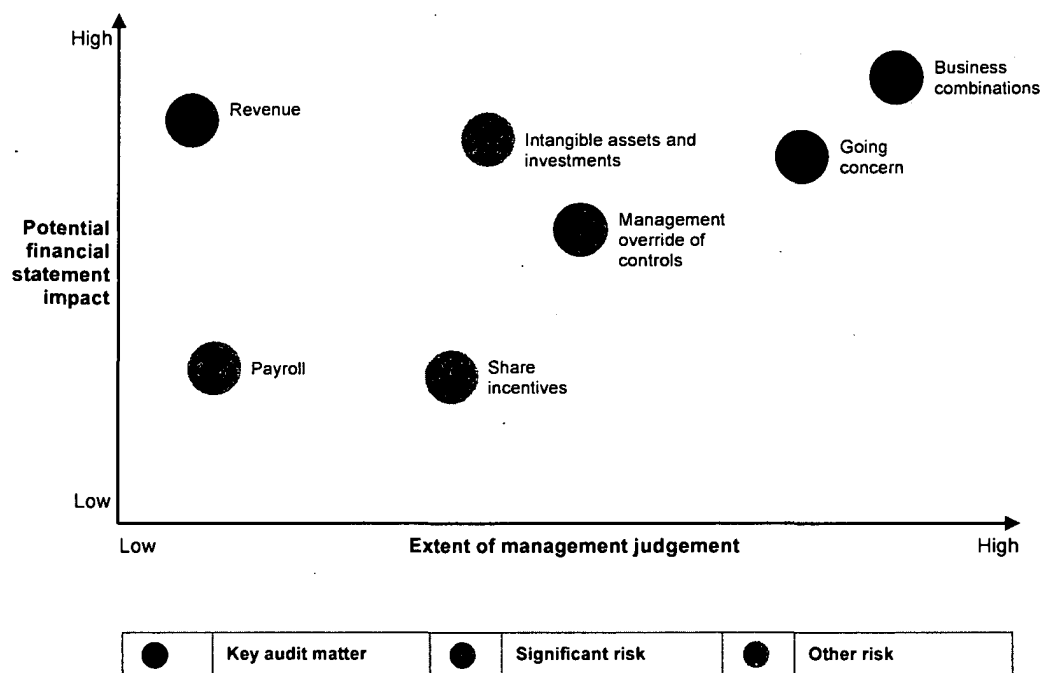 High
Revenue
Business
combinations
Intangible assets and
investments
Going
concern
Management
override of
controls
Potential
financial
statement
impact
Payroll
Share
incentives
Low
Low
Extent of management judgement
High
Key audit matter
Significant risk
Other risk